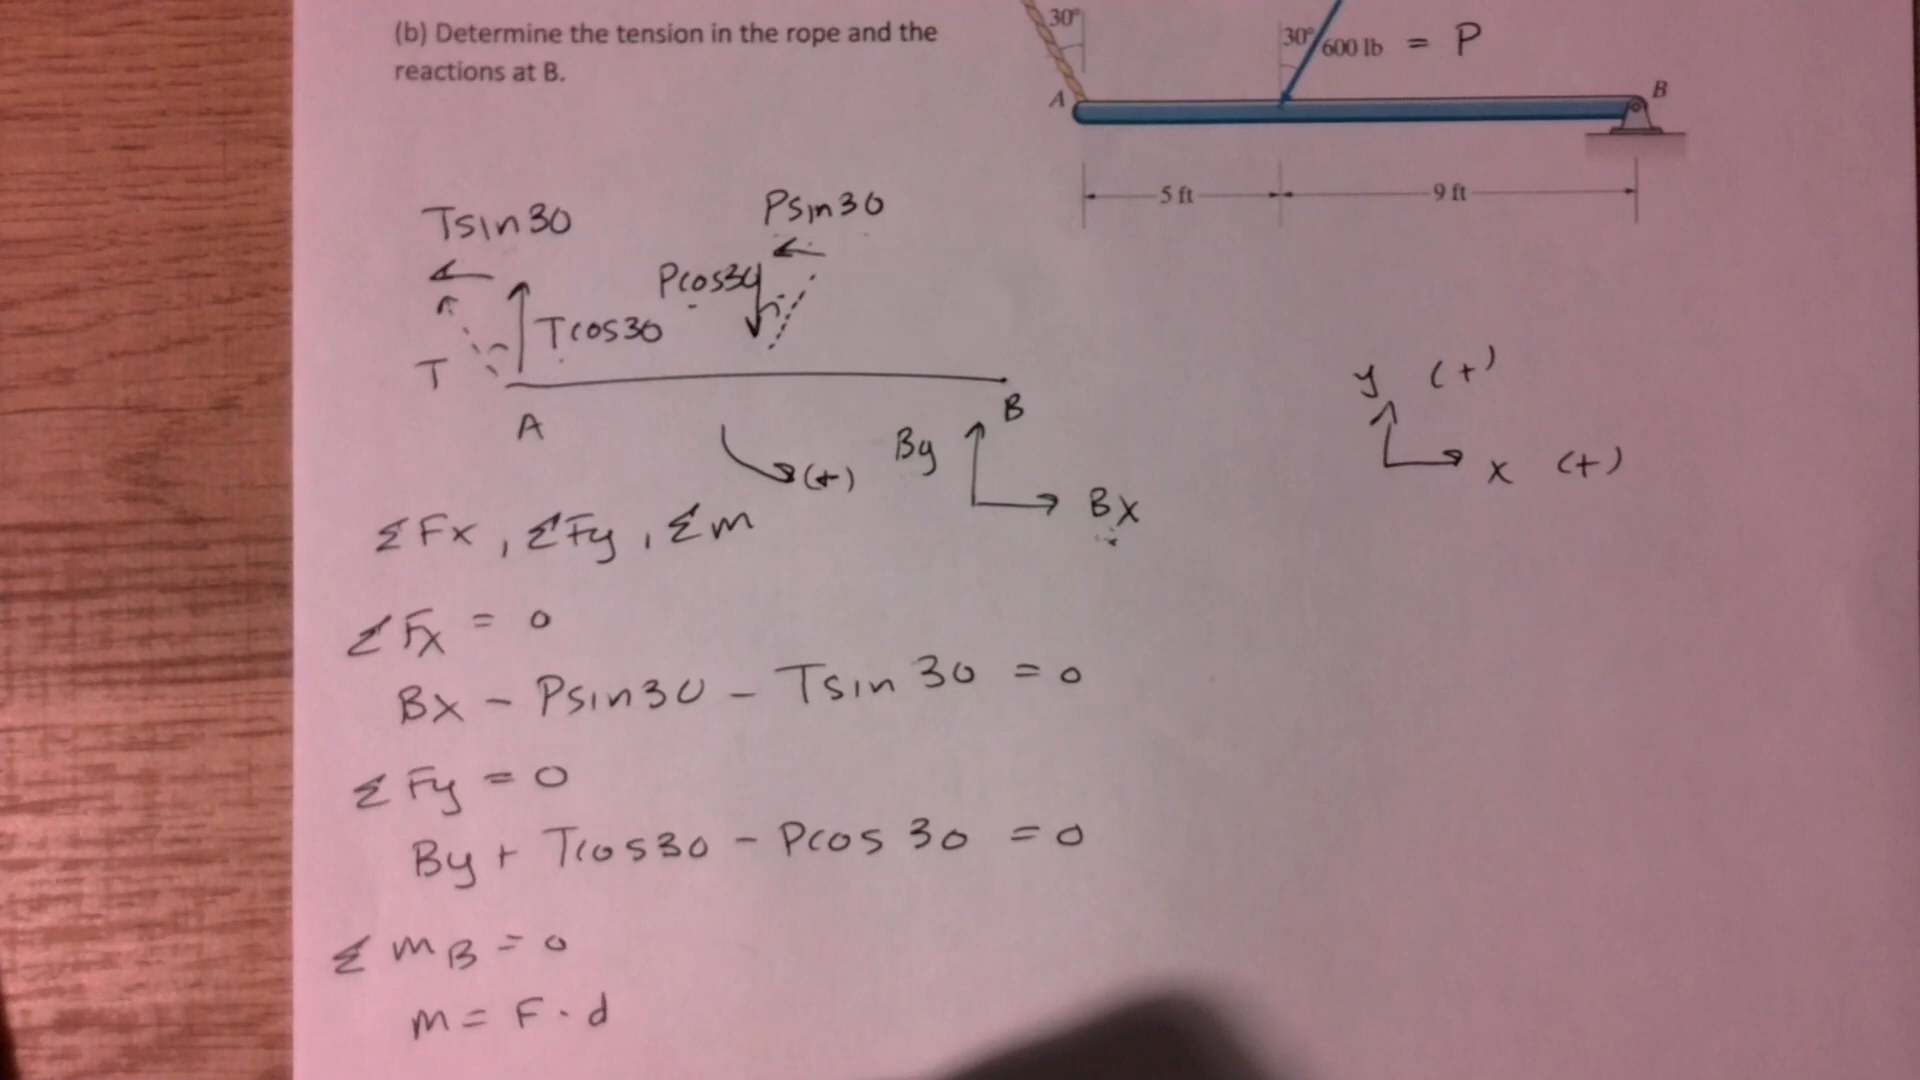 (b) Determine the tension in the rope and the
reactions at B.
30°
30°
600 lb = P
A
B
5 ft
9 ft
Tsin30
Psin30
Pcos30
Tcos30
T
A
B
(+)
By
Bx
y (+)
x (+)
ΣFx, ΣFy, Σm
ΣFx = 0
Bx - Psin30 - Tsin30 = 0
ΣFy = 0
By + Tcos30 - Pcos30 = 0
ΣmB = 0
m = F · d